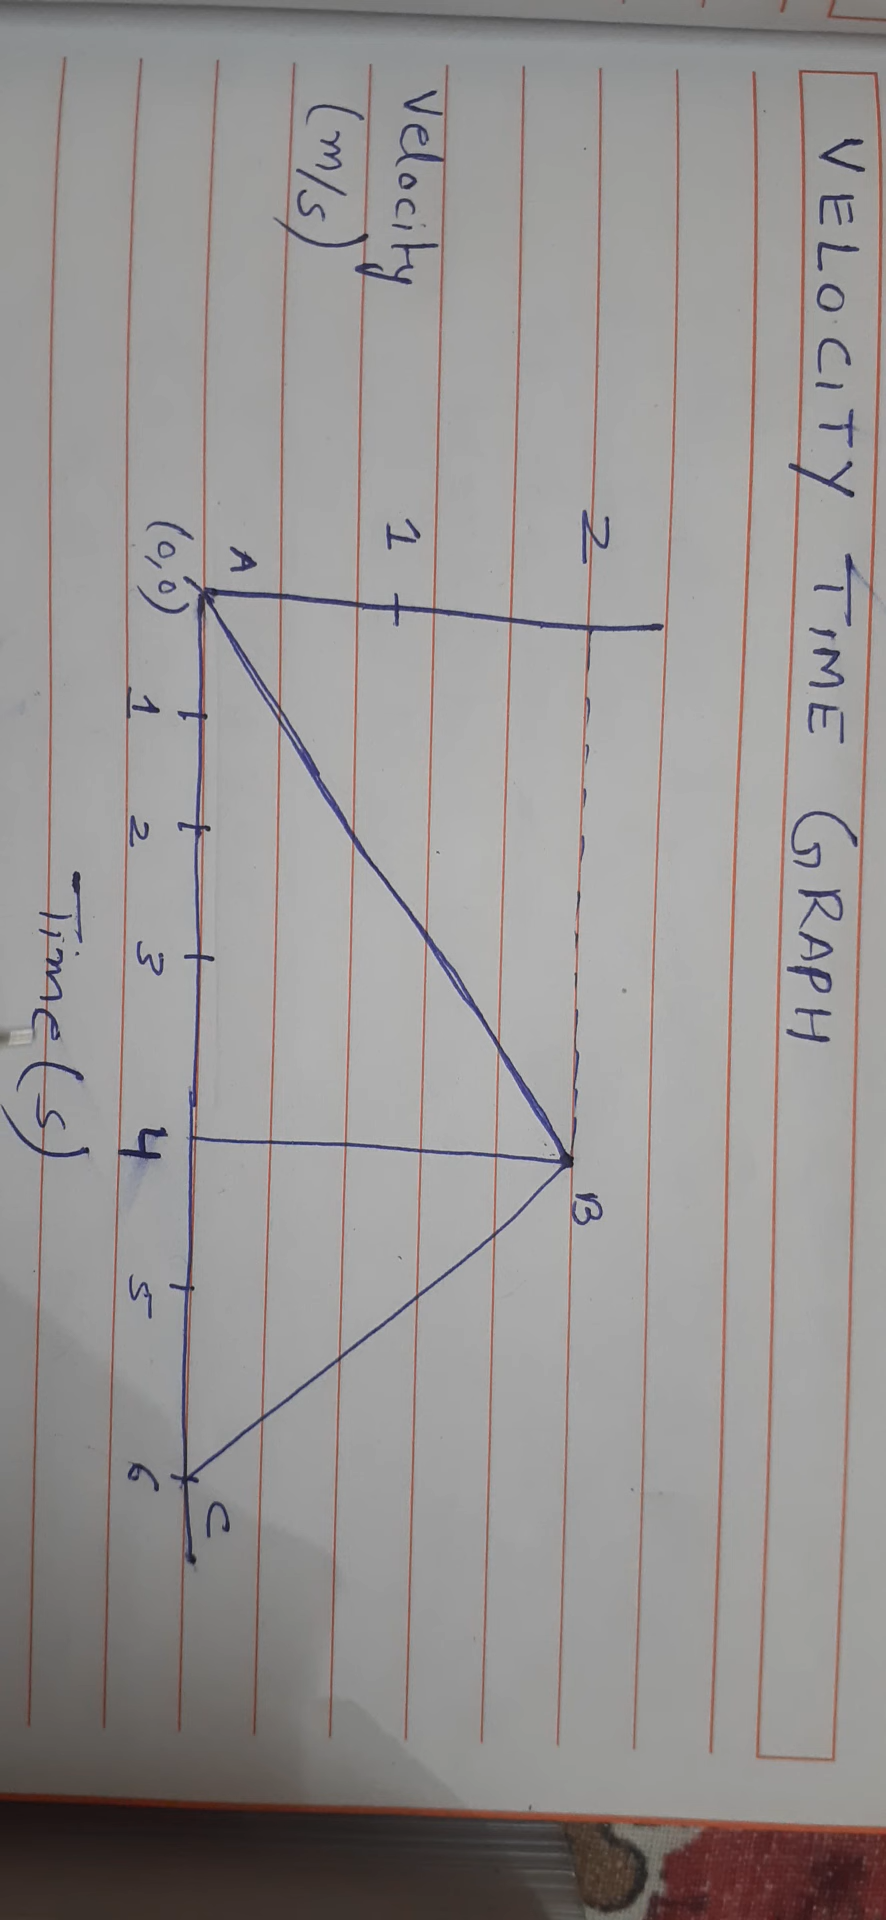 VELOCITY TIME GRAPH
Velocity
(m/s)
2
1
A
B
C
(0,0)
1 2 3 4 5 6
Time (s)